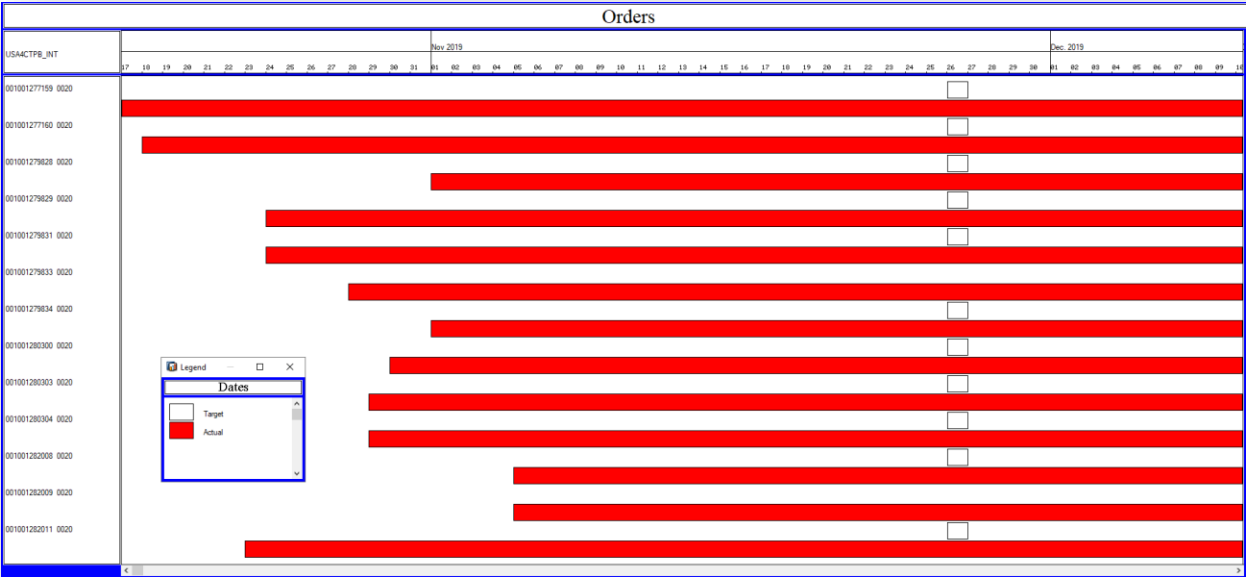 Orders
USA4CTPB_INT
Nov 2019
Dec. 2019
17 18 19 20 21 22 23 24 25 26 27 28 29 30 31 01 02 03 04 05 06 07 08 09 10 11 12 13 14 15 16 17 18 19 20 21 22 23 24 25 26 27 28 29 30 01 02 03 04 05 06 07 08 09 10
001001277159 0020
001001277160 0020
001001279828 0020
001001279829 0020
001001279831 0020
001001279833 0020
001001279834 0020
001001280300 0020
001001280303 0020
001001280304 0020
001001282008 0020
001001282009 0020
001001282011 0020
Legend
Dates
Target
Actual